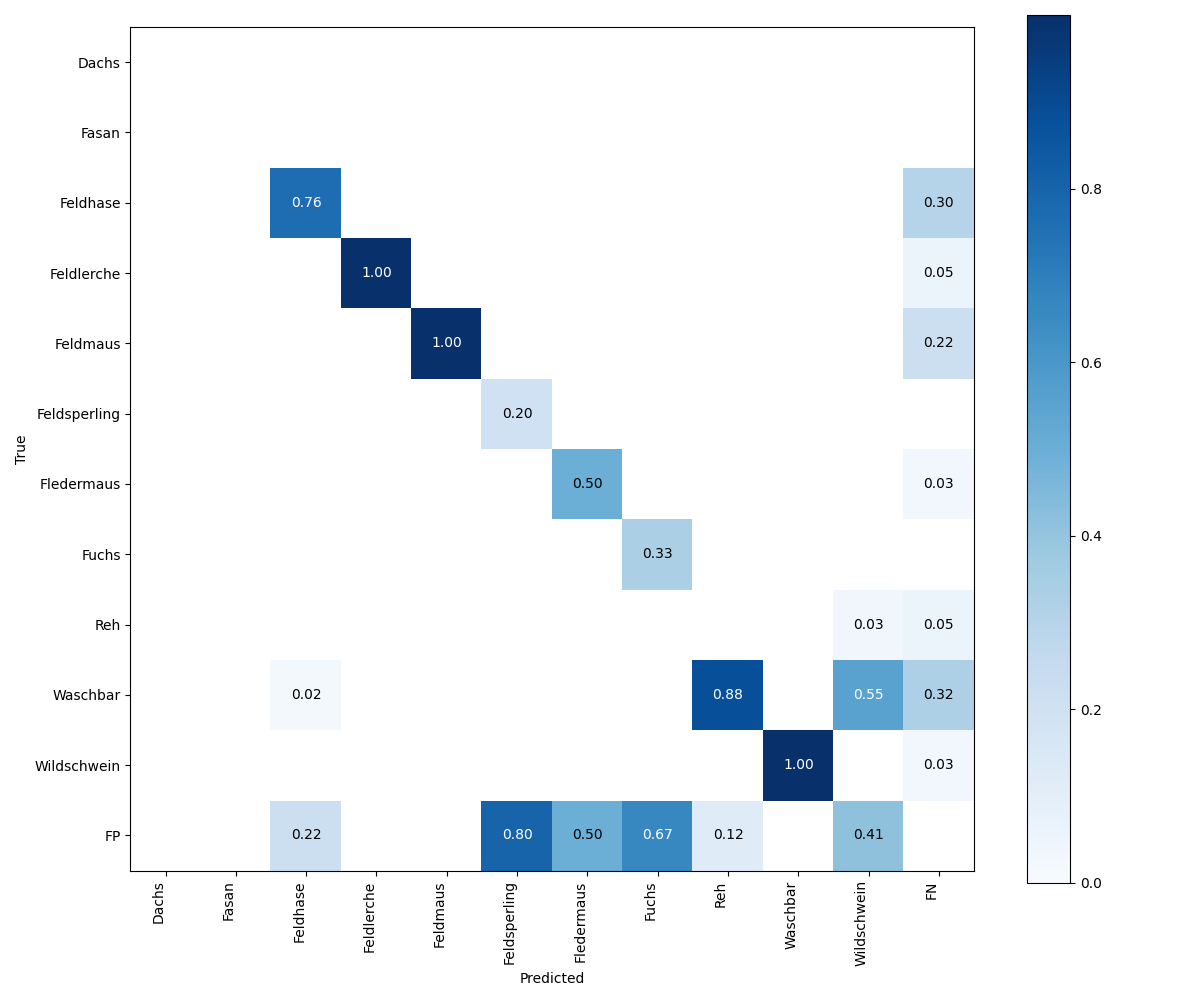 Dachs
Fasan
Feldhase 0.76 0.30
Feldlerche 1.00 0.05
Feldmaus 1.00 0.22
Feldsperling 0.20
Fledermaus 0.50 0.03
Fuchs 0.33
Reh 0.03 0.05
Waschbar 0.02 0.88 0.55 0.32
Wildschwein 1.00 0.03
FP 0.22 0.80 0.50 0.67 0.12 0.41
True
Dachs
Fasan
Feldhase
Feldlerche
Feldmaus
Feldsperling
Fledermaus
Fuchs
Reh
Waschbar
Wildschwein
FN
Predicted
0.8
0.6
0.4
0.2
0.0